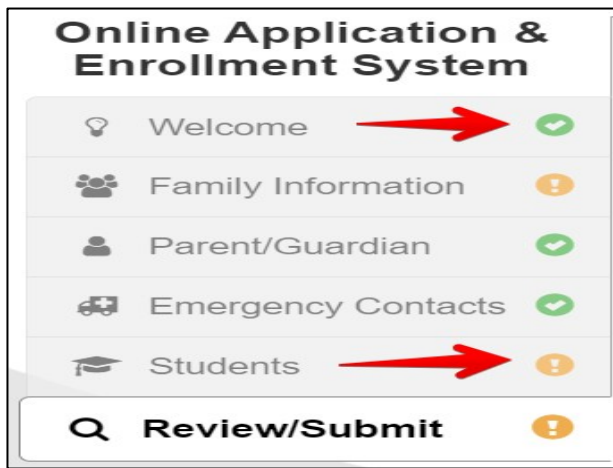 Online Application &
Enrollment System
Welcome
Family Information
Parent/Guardian
Emergency Contacts
Students
Review/Submit